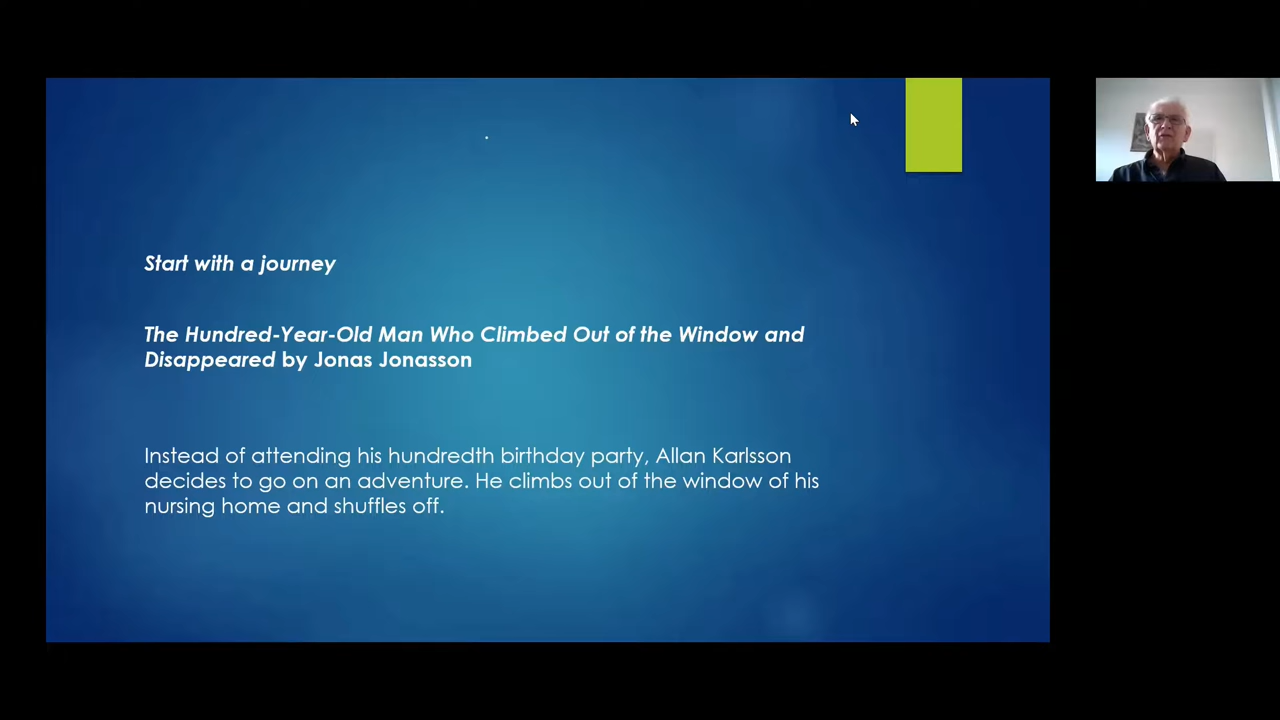 Start with a journey
The Hundred-Year-Old Man Who Climbed Out of the Window and
Disappeared by Jonas Jonasson
Instead of attending his hundredth birthday party, Allan Karlsson
decides to go on an adventure. He climbs out of the window of his
nursing home and shuffles off.